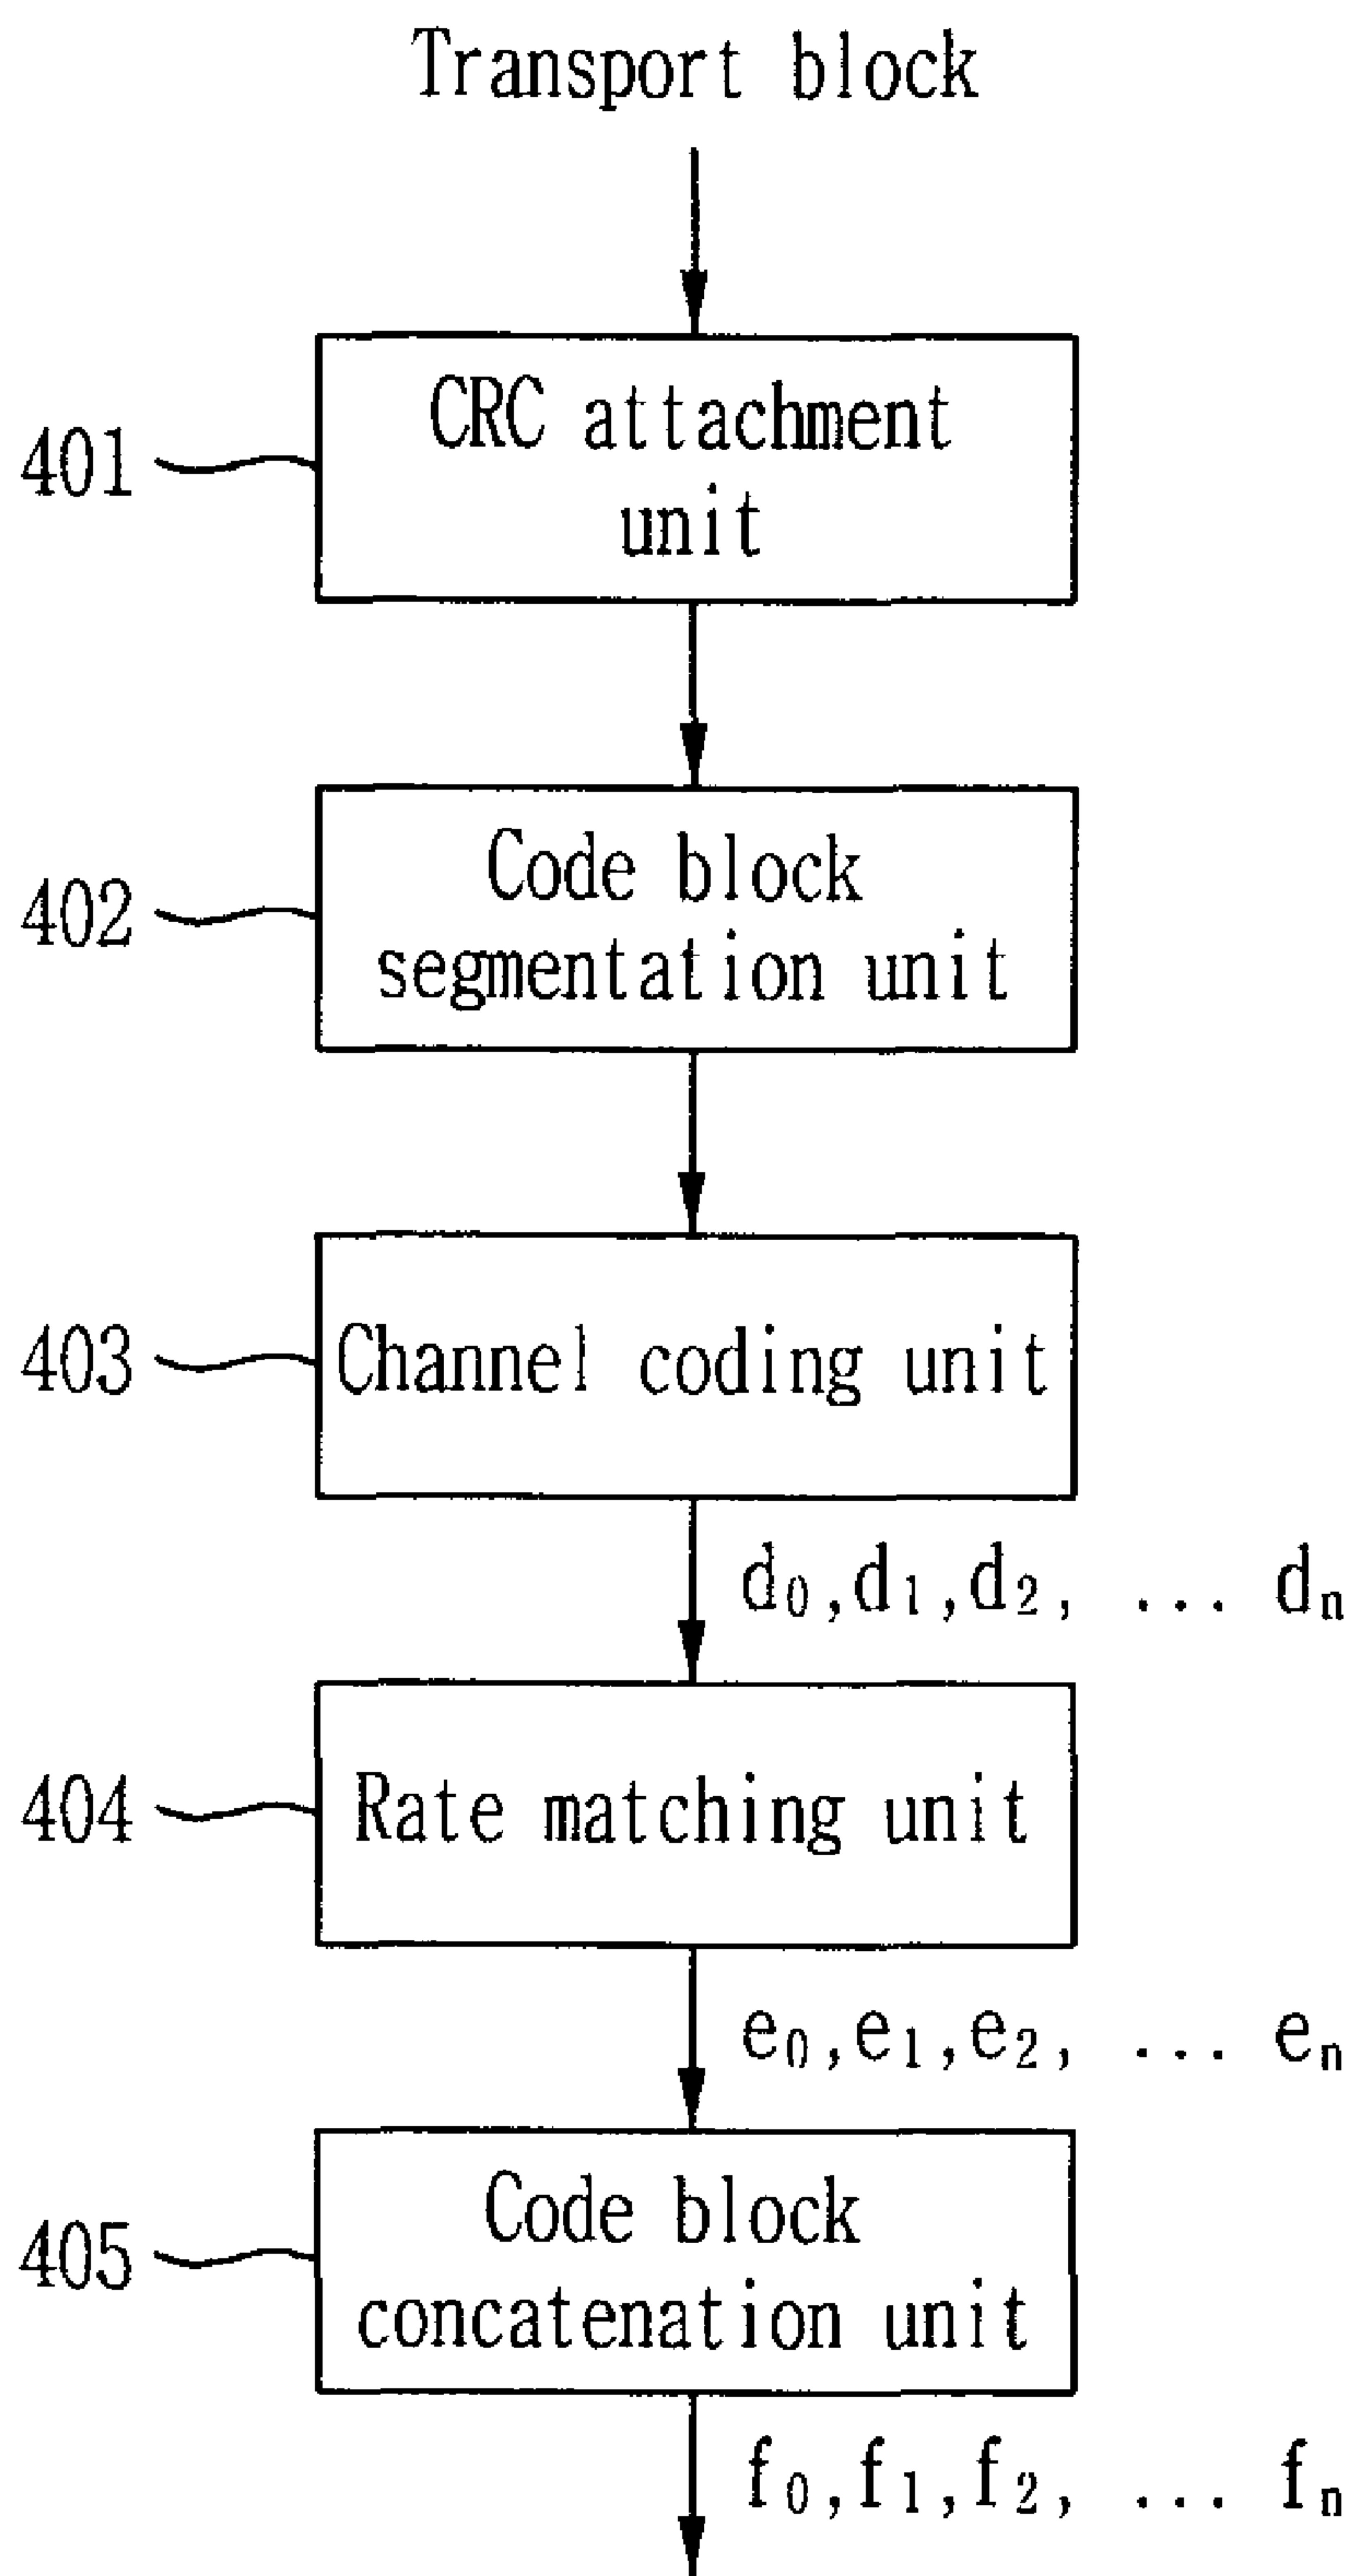 Transport block
CRC attachment
unit
401
Code block
segmentation unit
402
Channel coding unit
403
d₀,d₁,d₂, ... dₙ
Rate matching unit
404
e₀,e₁,e₂, ... eₙ
Code block
concatenation unit
405
f₀,f₁,f₂, ... fₙ